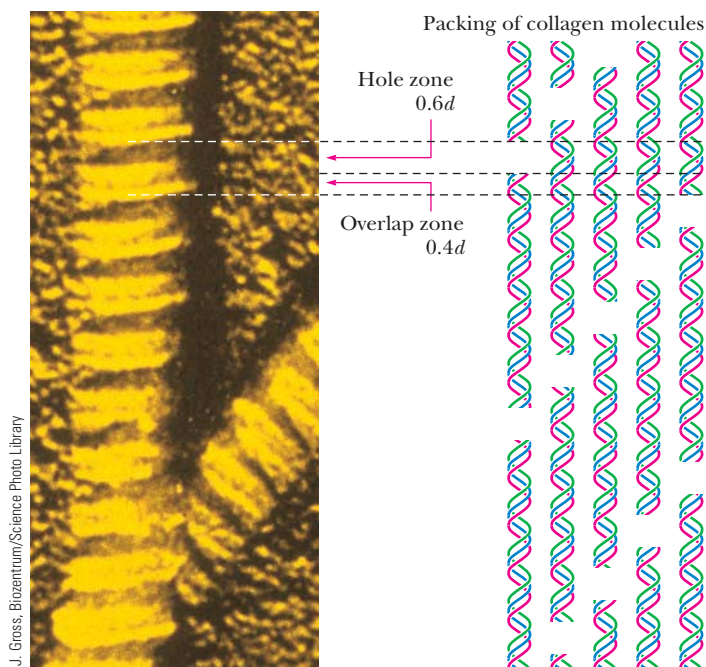 Packing of collagen molecules
Hole zone
0.6d
Overlap zone
0.4d
J. Gross, Biozentrum/Science Photo Library